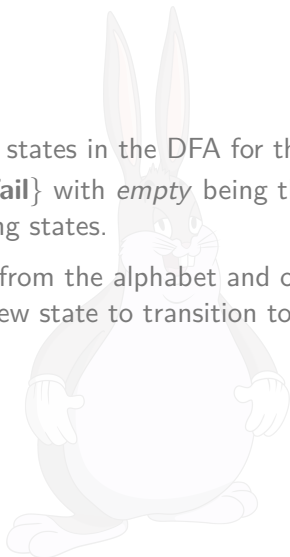 states in the DFA for th
ail} with empty being t
ng states.
from the alphabet and o
ew state to transition to